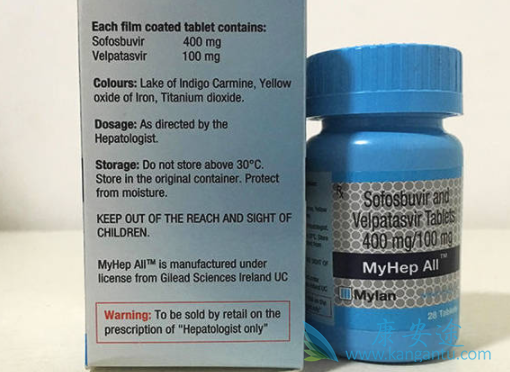 Each film coated tablet contains:
Sofosbuvir 400 mg
Velpatasvir 100 mg
Colours: Lake of Indigo Carmine, Yellow
oxide of Iron, Titanium dioxide.
Dosage: As directed by the
Hepatologist.
Storage: Do not store above 30°C.
Store in the original container. Protect
from moisture.
KEEP OUT OF THE REACH AND SIGHT OF
CHILDREN.
MyHep All™ is manufactured under
license from Gilead Sciences Ireland UC
Warning: To be sold by retail on the
prescription of "Hepatologist only"
Rx
Sofosbuvir and
Velpatasvir Tablets
400 mg/100 mg
MyHep All™
Mylan
28 Tablets